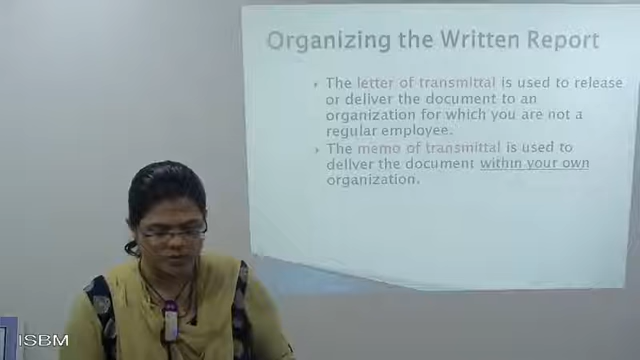 Organizing the Written Report
The letter of transmittal is used to release
or deliver the document to an
organization for which you are not a
regular employee.
The memo of transmittal is used to
deliver the document within your own
organization.
ISBM